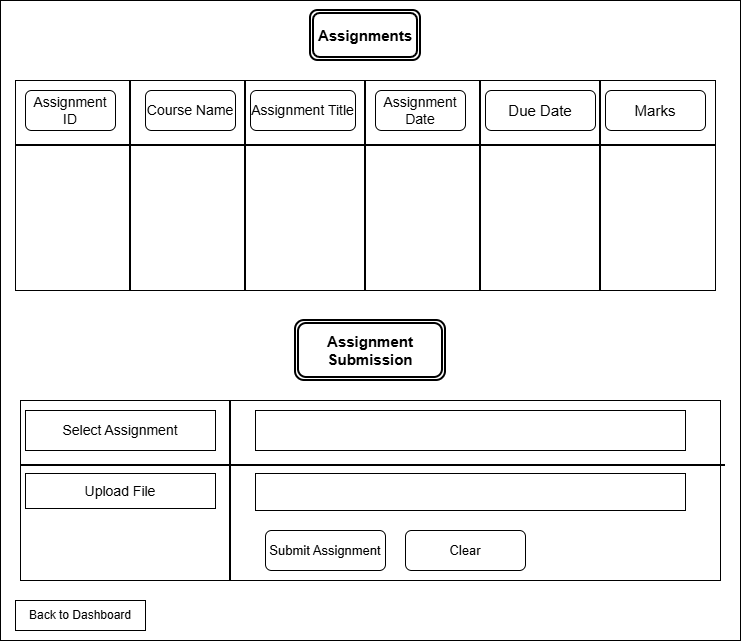 Assignments
Assignment
ID
Course Name
Assignment Title
Assignment
Date
Due Date
Marks
Assignment
Submission
Select Assignment
Upload File
Submit Assignment
Clear
Back to Dashboard